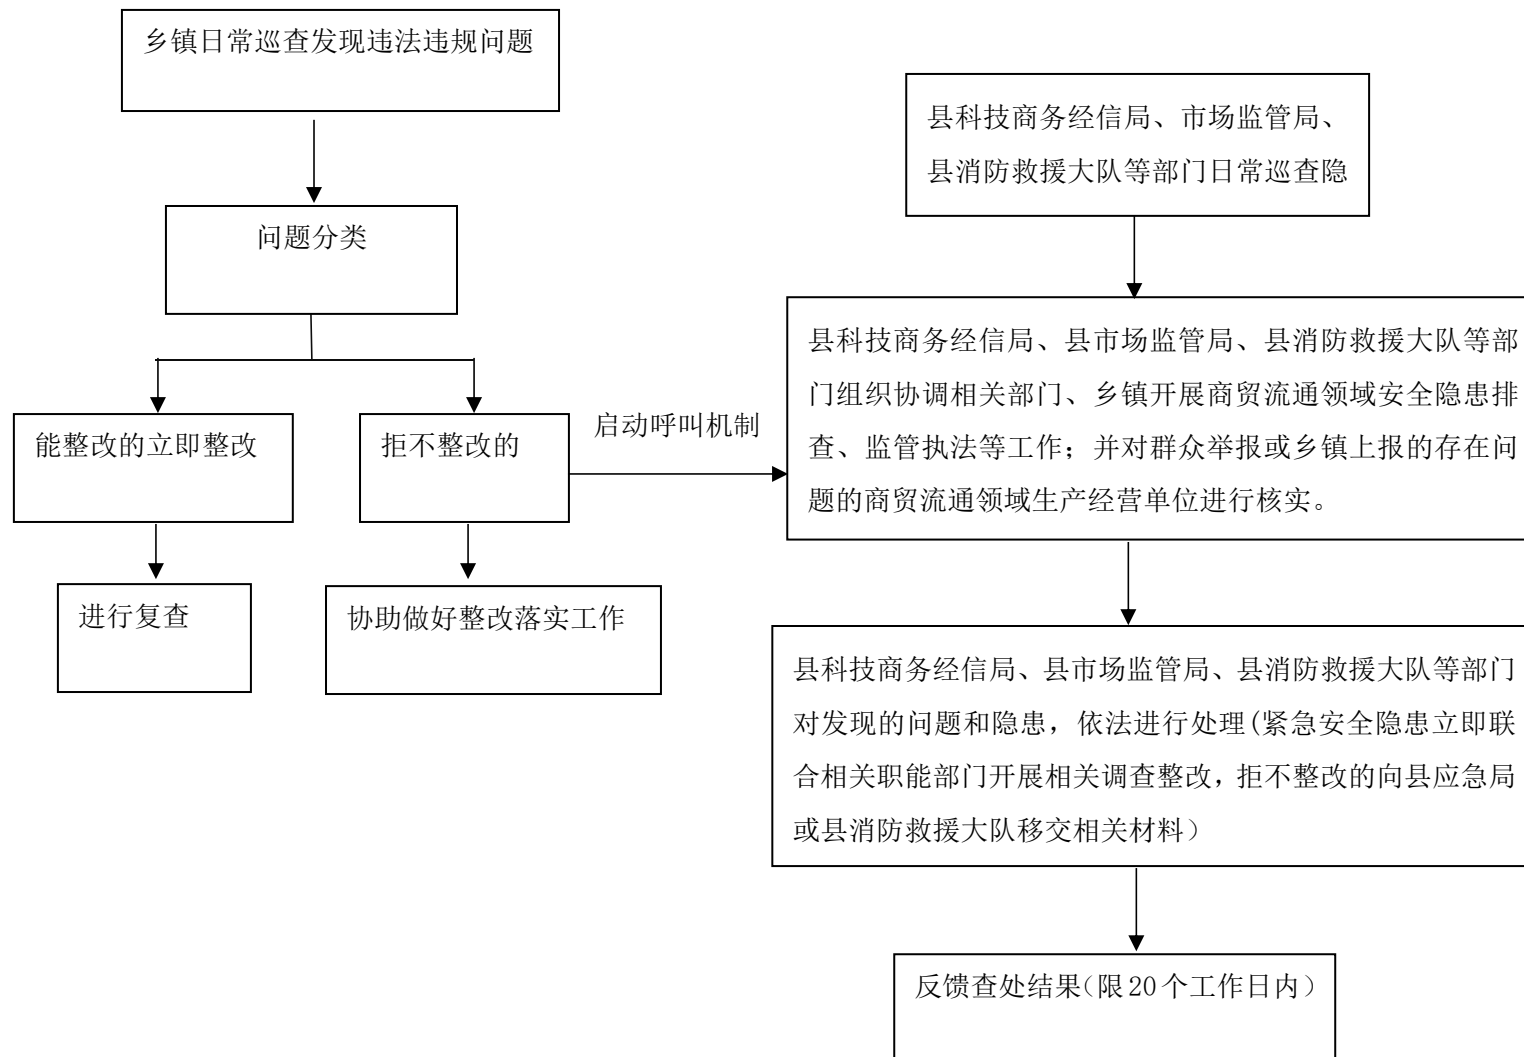 乡镇日常巡查发现违法违规问题
问题分类
能整改的立即整改
拒不整改的
进行复查
协助做好整改落实工作
启动呼叫机制
县科技商务经信局、市场监管局、
县消防救援大队等部门日常巡查隐
县科技商务经信局、县市场监管局、县消防救援大队等部
门组织协调相关部门、乡镇开展商贸流通领域安全隐患排
查、监管执法等工作；并对群众举报或乡镇上报的存在问
题的商贸流通领域生产经营单位进行核实。
县科技商务经信局、县市场监管局、县消防救援大队等部门
对发现的问题和隐患，依法进行处理(紧急安全隐患立即联
合相关职能部门开展相关调查整改，拒不整改的向县应急局
或县消防救援大队移交相关材料）
反馈查处结果（限20个工作日内）